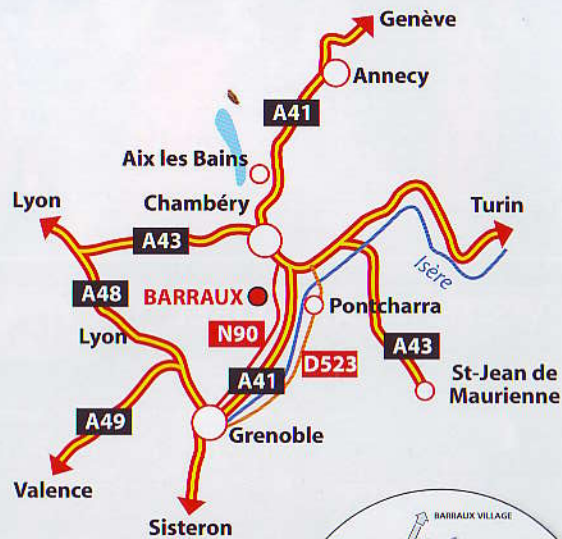 Genève
Annecy
A41
Aix les Bains
Lyon
Chambéry
Turin
A43
Isère
A48
BARRAUX
Pontcharra
Lyon
N90
D523
A43
A41
St-Jean de
Maurienne
A49
Grenoble
Valence
BARRAUX VILLAGE
Sisteron